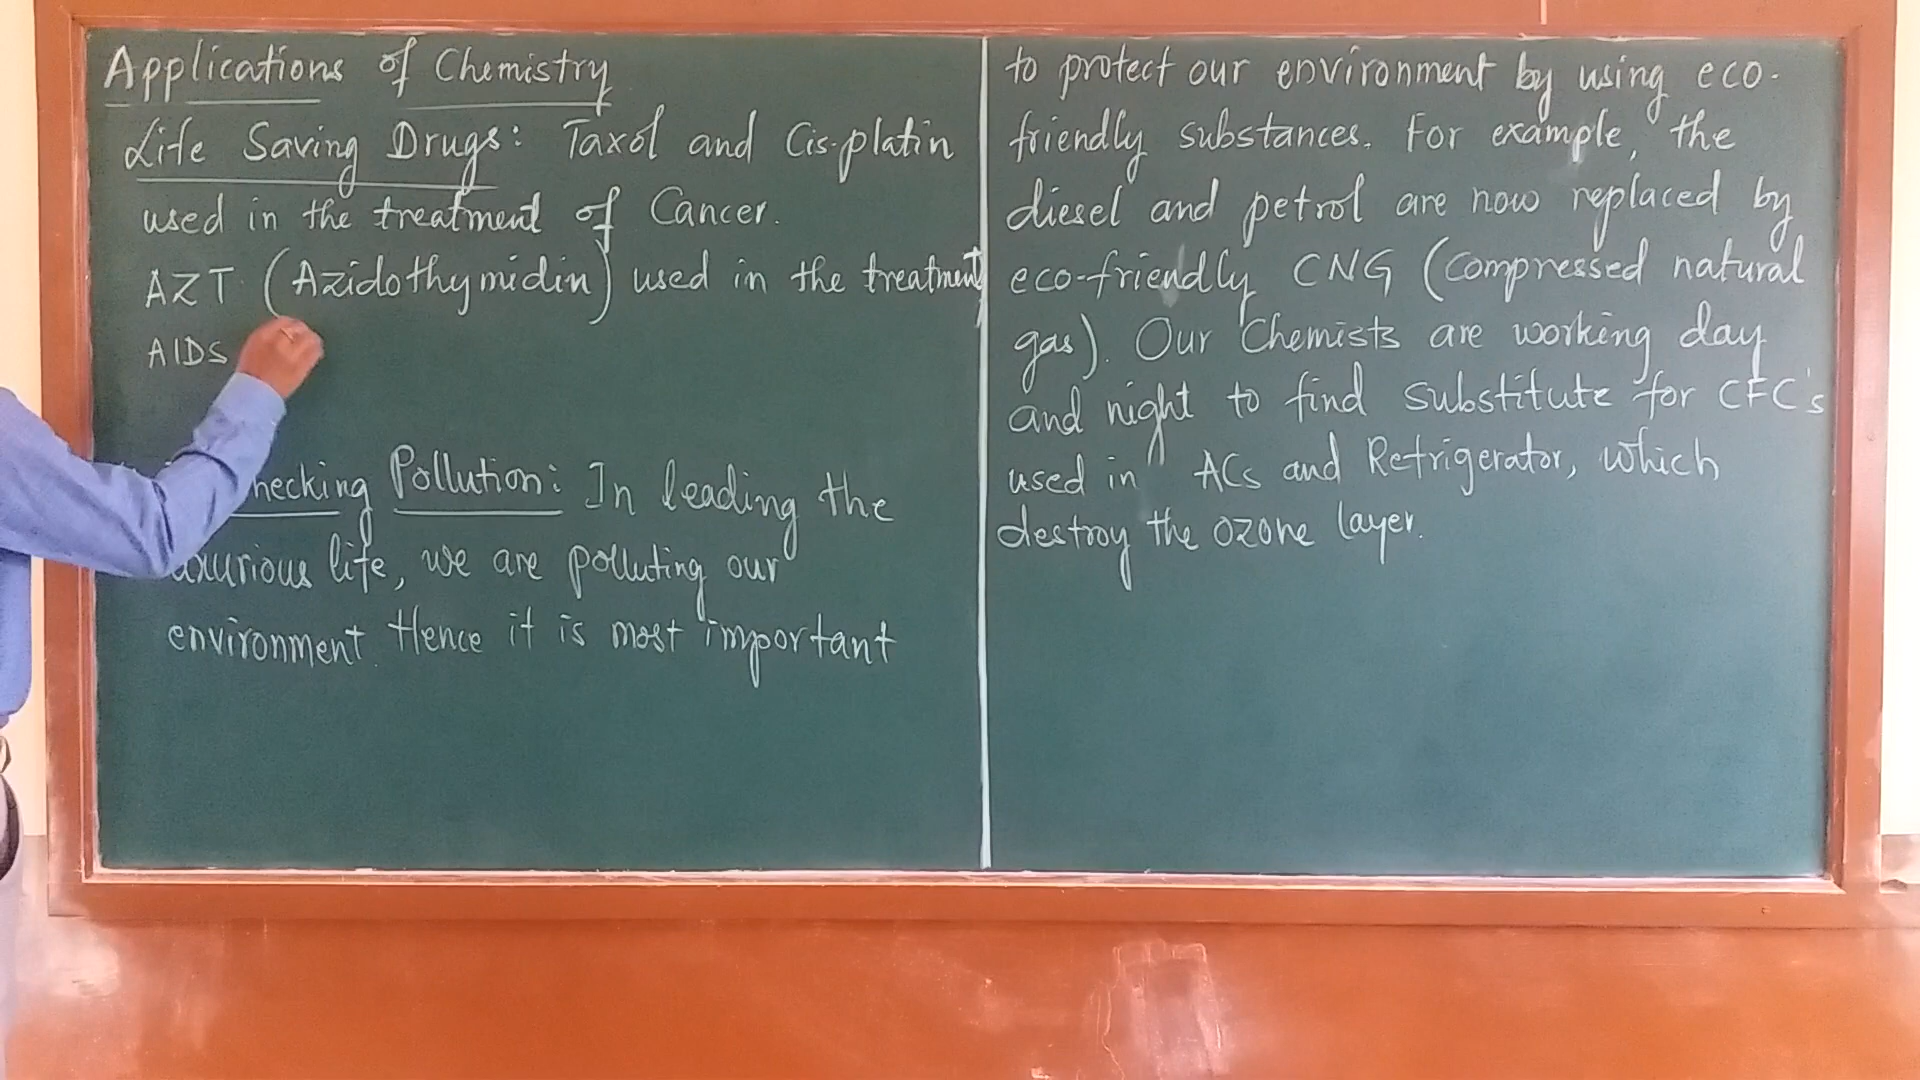 Applications of Chemistry
Life Saving Drugs: Taxol and Cis-platin
used in the treatment of Cancer.
AZT (Azidothymidin) used in the treatment
AIDs
hecking Pollution: In leading the
luxurious life, we are polluting our
environment. Hence it is most important
to protect our environment by using eco-
friendly substances. For example, the
diesel and petrol are now replaced by
eco-friendly CNG (Compressed natural
gas). Our Chemists are working day
and night to find substitute for CFC's
used in ACs and Refrigerator, which
destroy the ozone layer.